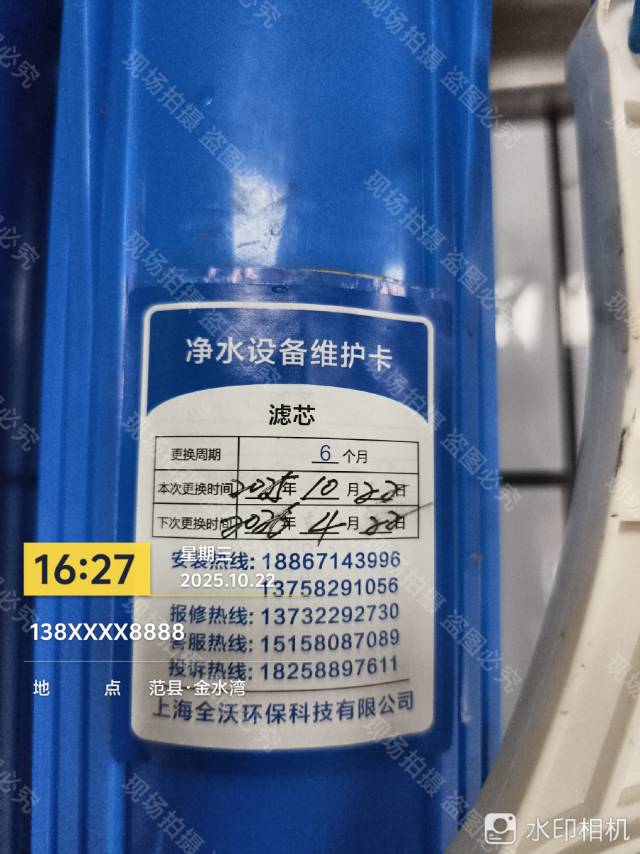 净水设备维护卡
滤芯
更换周期 6 个月
本次更换时间 2025 年 10 月 22 日
下次更换时间 2026 年 4 月 22 日
安装热线: 18867143996
13758291056
报修热线: 13732292730
客服热线: 15158087089
投诉热线: 18258897611
上海全沃环保科技有限公司
16:27
星期三
2025.10.22
138XXXX8888
地 点 范县·金水湾
水印相机
现场拍摄 盗图必究